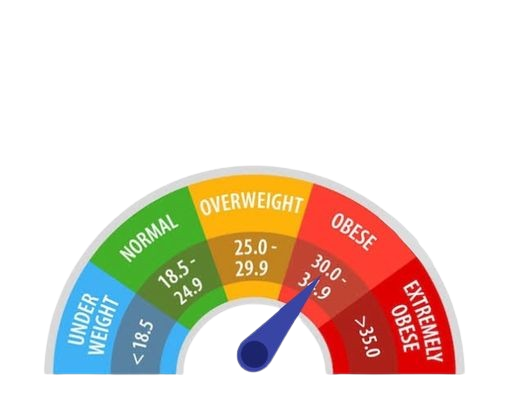 UNDER
WEIGHT
< 18.5
NORMAL
18.5 -
24.9
OVERWEIGHT
25.0 -
29.9
OBESE
30.0 -
EXTREMELY
OBESE
>35.0